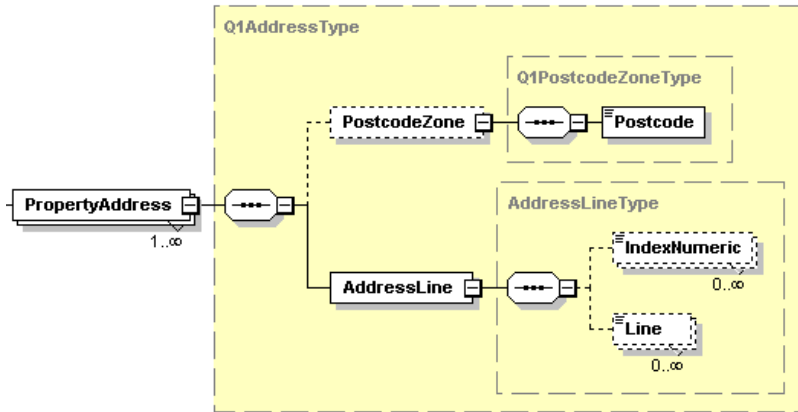 Q1AddressType
Q1PostcodeZoneType
PostcodeZone
Postcode
PropertyAddress
1..∞
AddressLineType
IndexNumeric
0..∞
AddressLine
Line
0..∞